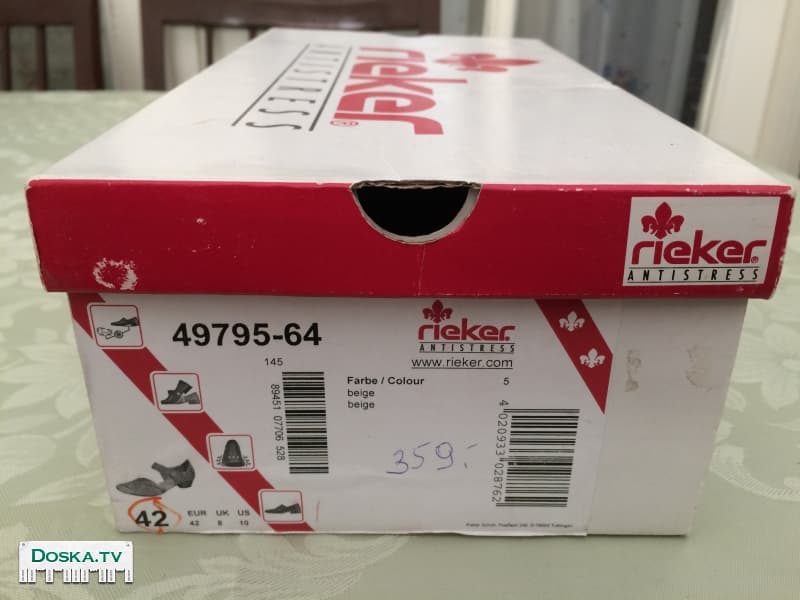 rieker®
ANTISTRESS
rieker®
ANTISTRESS
49795-64
145
89451 07706 528
rieker®
ANTISTRESS
www.rieker.com
Farbe / Colour 5
beige
beige
4 020933 028762
359.-
42
EUR UK US
42 8 10
DOSKA.TV